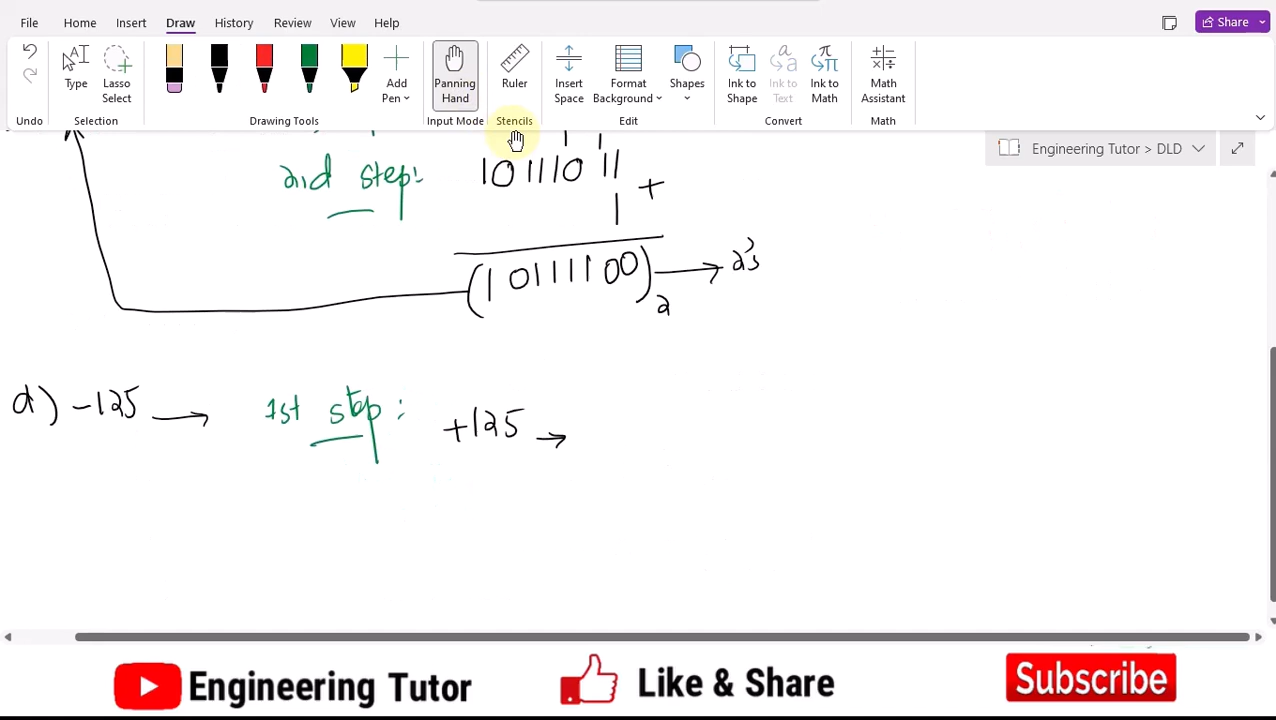 File Home Insert Draw History Review View Help Share
Type Lasso Select Add Pen Panning Hand Ruler Insert Space Format Background Shapes Ink to Shape Ink to Text Ink to Math Math Assistant
Undo Selection Drawing Tools Input Mode Stencils Edit Convert Math
Engineering Tutor > DLD
2nd step: 10111011 +
1
(10111100)2 → 2's
d) -125 → 1st step: +125 →
Engineering Tutor Like & Share Subscribe